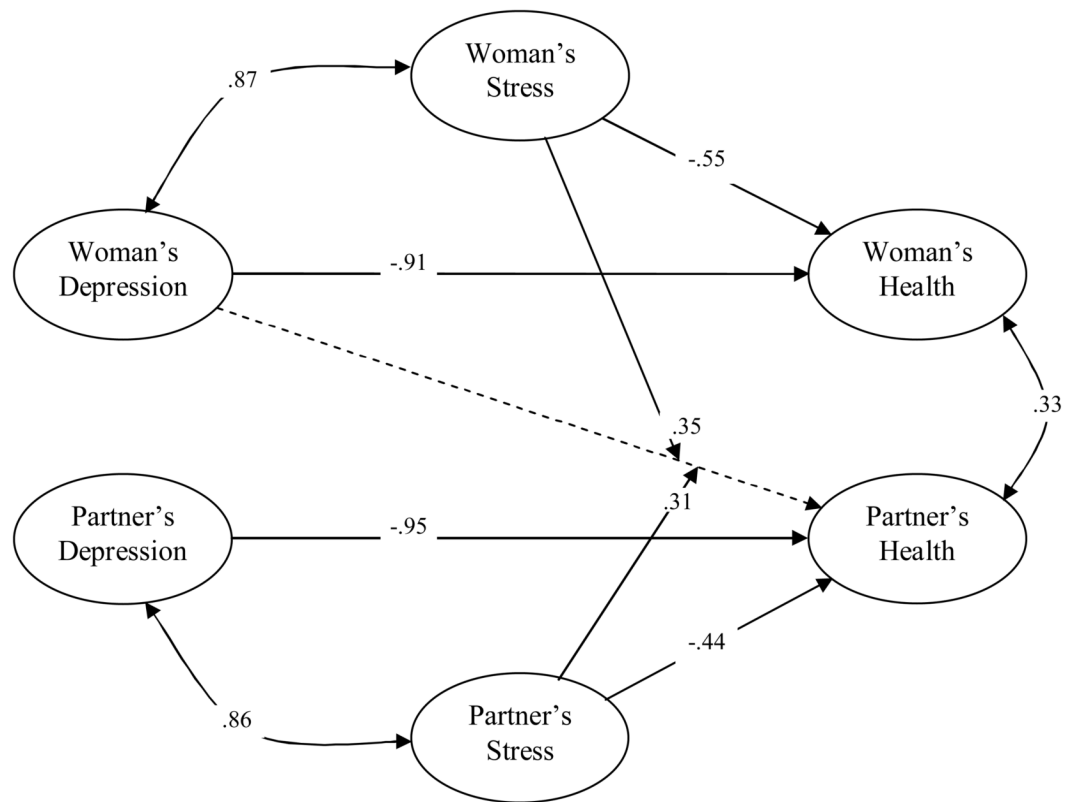 Woman’s
Stress
.87
-.55
Woman’s
Depression
-.91
Woman’s
Health
.33
.35
.31
Partner’s
Depression
-.95
Partner’s
Health
-.44
.86
Partner’s
Stress